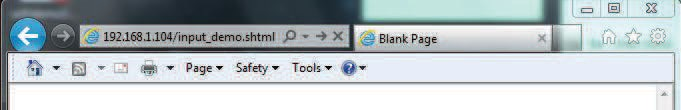 192.168.1.104/input_demo.shtml
Blank Page
Page Safety Tools